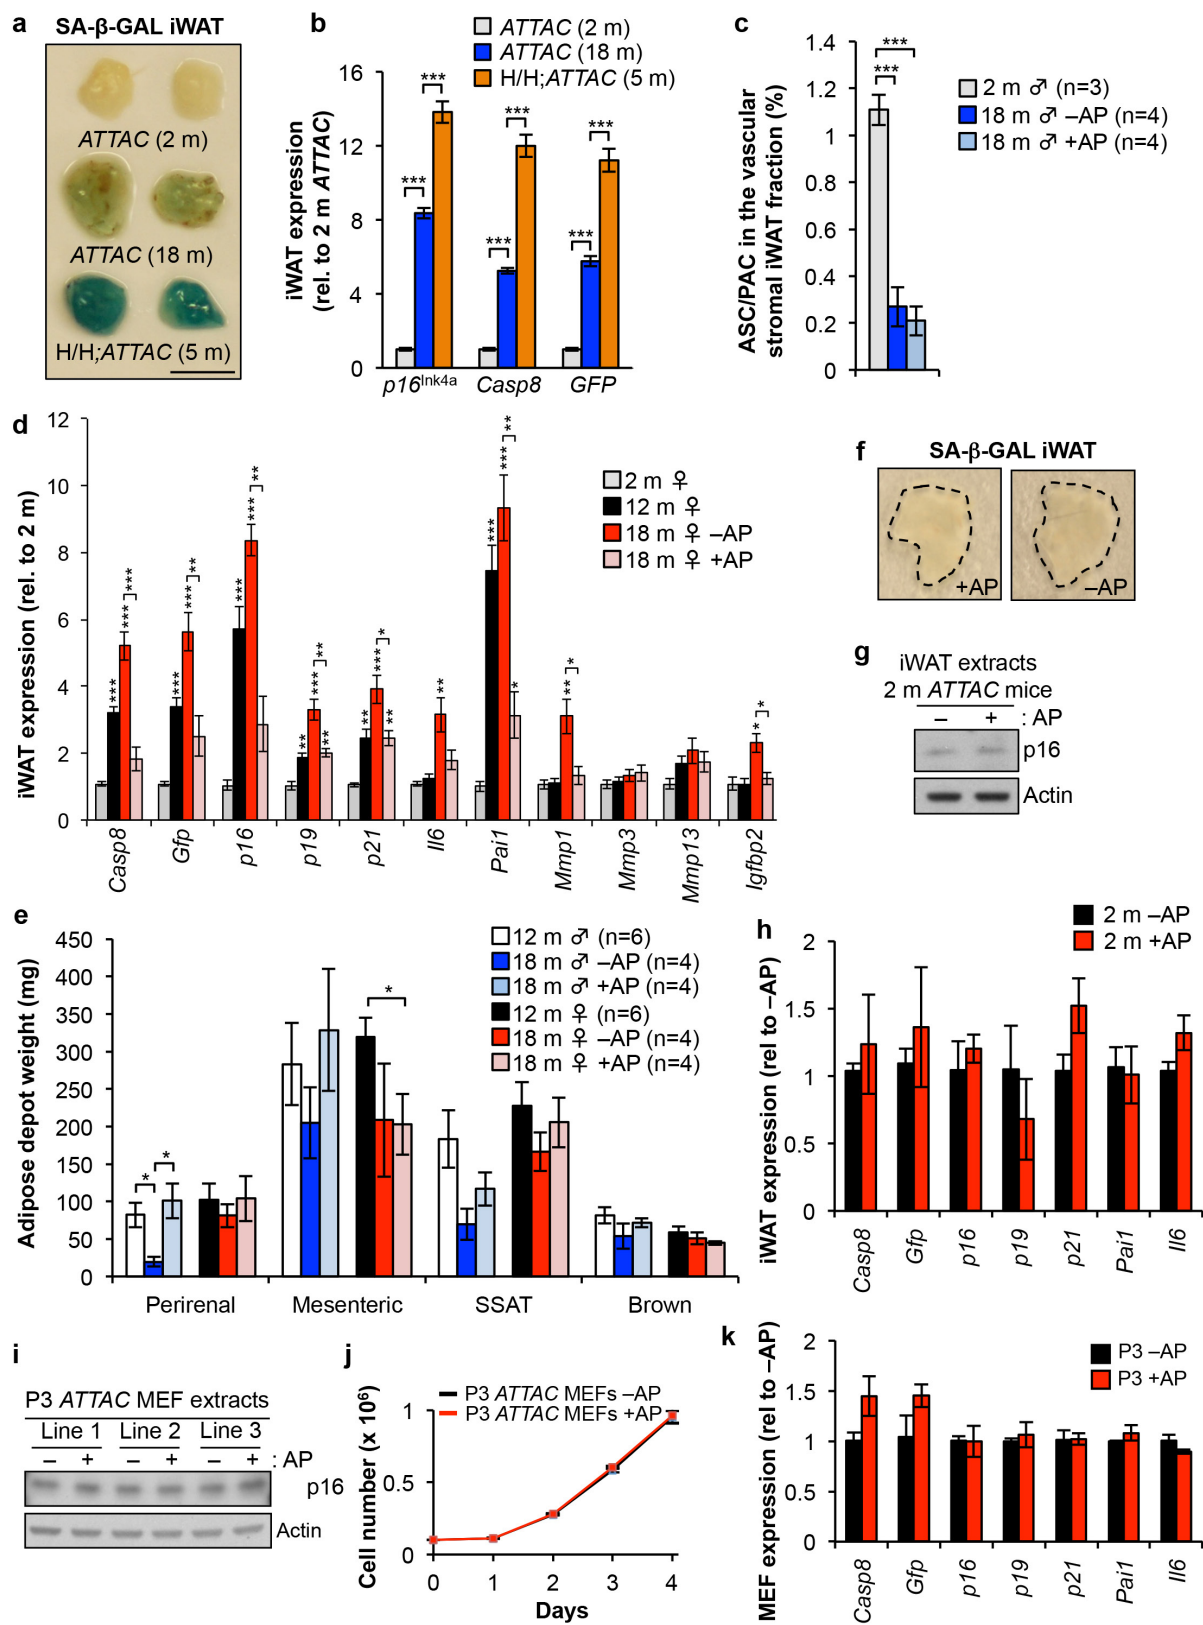 a
SA-β-GAL iWAT
ATTAC (2 m)
ATTAC (18 m)
H/H;ATTAC (5 m)
b
ATTAC (2 m)
ATTAC (18 m)
H/H;ATTAC (5 m)
iWAT expression
(rel. to 2 m ATTAC)
16
12
8
4
0
*** *** ***
*** *** ***
p16Ink4a Casp8 GFP
c
ASC/PAC in the vascular
stromal iWAT fraction (%)
1.4
1.2
1
0.8
0.6
0.4
0.2
0
***
***
2 m ♂ (n=3)
18 m ♂ –AP (n=4)
18 m ♂ +AP (n=4)
d
iWAT expression (rel. to 2 m)
12
10
8
6
4
2
0
2 m ♀
12 m ♀
18 m ♀ –AP
18 m ♀ +AP
*** *** ***
*** *** **
*** *** **
** *** ** **
** *** * **
**
*** *** ** *
** *
* *
Casp8 Gfp p16 p19 p21 Il6 Pai1 Mmp1 Mmp3 Mmp13 Igfbp2
e
Adipose depot weight (mg)
450
400
350
300
250
200
150
100
50
0
12 m ♂ (n=6)
18 m ♂ –AP (n=4)
18 m ♂ +AP (n=4)
12 m ♀ (n=6)
18 m ♀ –AP (n=4)
18 m ♀ +AP (n=4)
* * *
Perirenal Mesenteric SSAT Brown
f
SA-β-GAL iWAT
+AP –AP
g
iWAT extracts
2 m ATTAC mice
– + : AP
p16
Actin
h
2 m –AP
2 m +AP
iWAT expression (rel to –AP)
2
1.5
1
0.5
0
Casp8 Gfp p16 p19 p21 Pai1 Il6
i
P3 ATTAC MEF extracts
Line 1 Line 2 Line 3
– + – + – + : AP
p16
Actin
j
P3 ATTAC MEFs –AP
P3 ATTAC MEFs +AP
Cell number (x 10⁶)
1
0.5
0
0 1 2 3 4
Days
k
P3 –AP
P3 +AP
MEF expression (rel to –AP)
2
1.5
1
0.5
0
Casp8 Gfp p16 p19 p21 Pai1 Il6